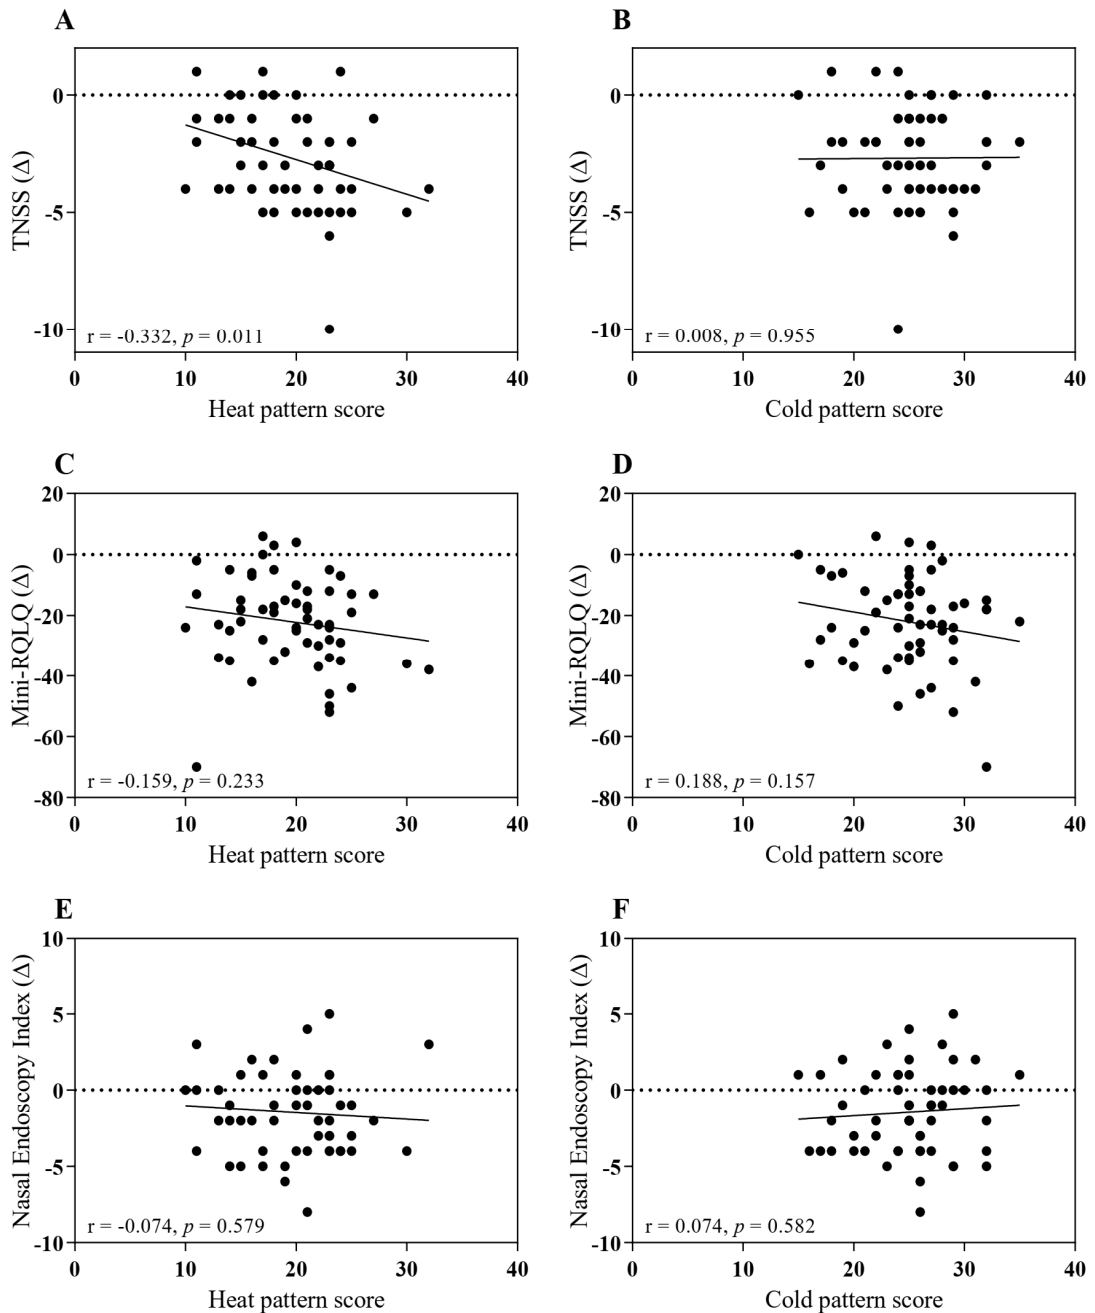 A
B
0
-5
-10
TNSS (Δ)
r = -0.332, p = 0.011
0 10 20 30 40
Heat pattern score
0
-5
-10
TNSS (Δ)
r = 0.008, p = 0.955
0 10 20 30 40
Cold pattern score
C
D
20
0
-20
-40
-60
-80
Mini-RQLQ (Δ)
r = -0.159, p = 0.233
0 10 20 30 40
Heat pattern score
20
0
-20
-40
-60
-80
Mini-RQLQ (Δ)
r = 0.188, p = 0.157
0 10 20 30 40
Cold pattern score
E
F
10
5
0
-5
-10
Nasal Endoscopy Index (Δ)
r = -0.074, p = 0.579
0 10 20 30 40
Heat pattern score
10
5
0
-5
-10
Nasal Endoscopy Index (Δ)
r = 0.074, p = 0.582
0 10 20 30 40
Cold pattern score